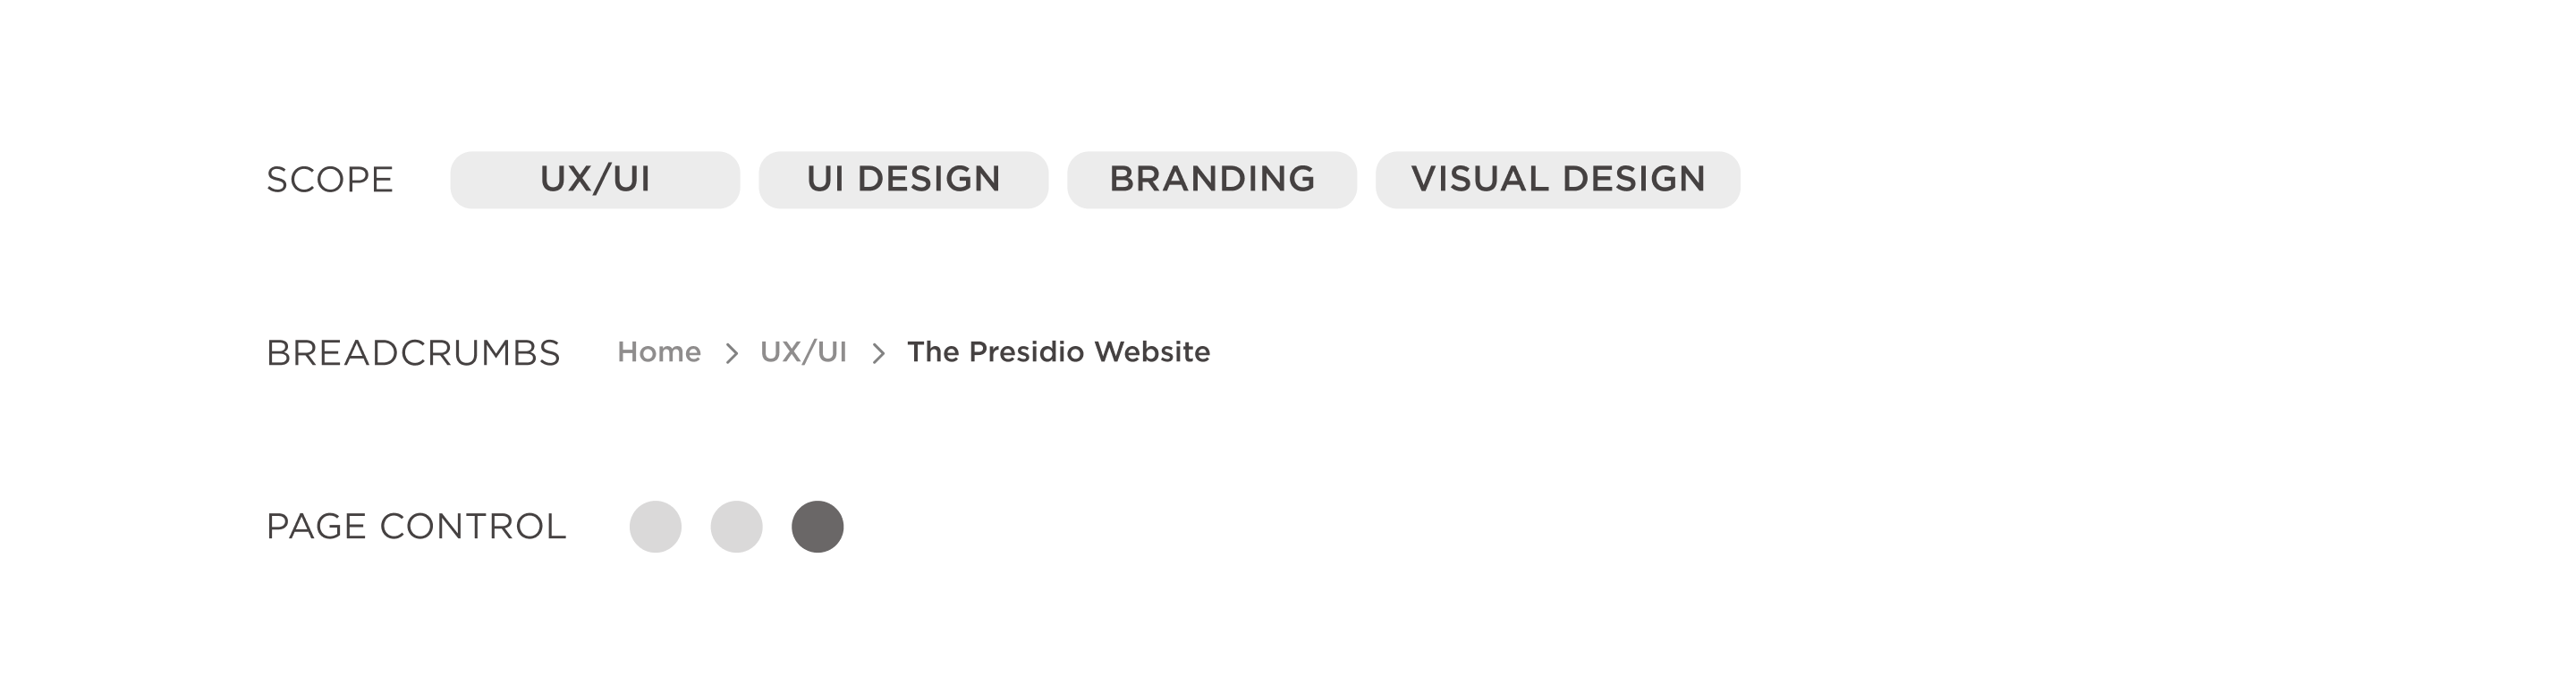 SCOPE UX/UI UI DESIGN BRANDING VISUAL DESIGN
BREADCRUMBS Home > UX/UI > The Presidio Website
PAGE CONTROL